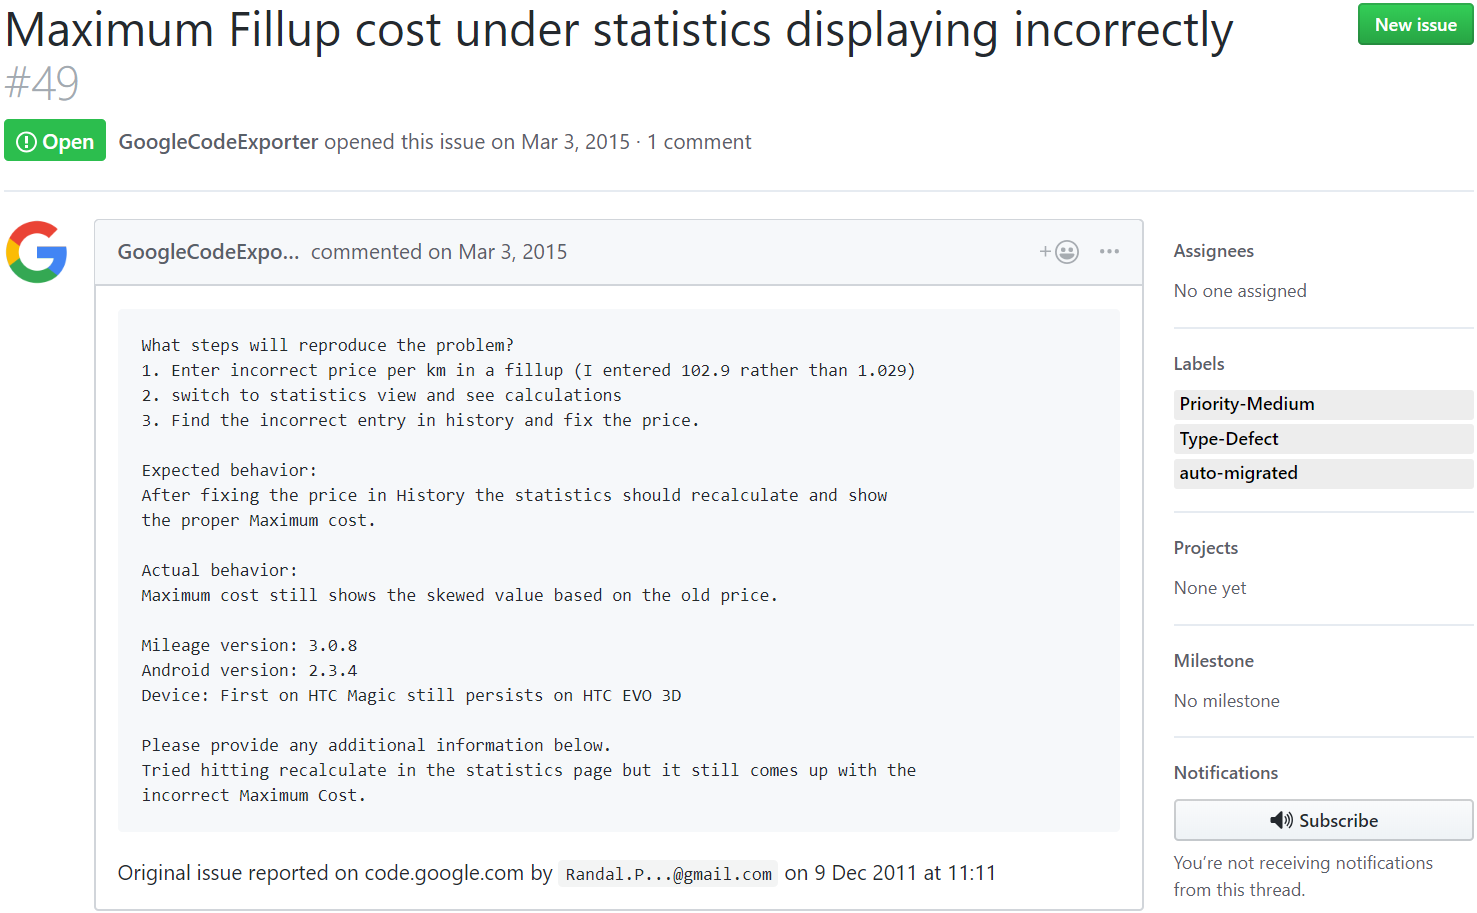 Maximum Fillup cost under statistics displaying incorrectly
#49
New issue
Open GoogleCodeExporter opened this issue on Mar 3, 2015 · 1 comment
GoogleCodeExpo... commented on Mar 3, 2015
What steps will reproduce the problem?
1. Enter incorrect price per km in a fillup (I entered 102.9 rather than 1.029)
2. switch to statistics view and see calculations
3. Find the incorrect entry in history and fix the price.
Expected behavior:
After fixing the price in History the statistics should recalculate and show
the proper Maximum cost.
Actual behavior:
Maximum cost still shows the skewed value based on the old price.
Mileage version: 3.0.8
Android version: 2.3.4
Device: First on HTC Magic still persists on HTC EVO 3D
Please provide any additional information below.
Tried hitting recalculate in the statistics page but it still comes up with the
incorrect Maximum Cost.
Original issue reported on code.google.com by Randal.P...@gmail.com on 9 Dec 2011 at 11:11
Assignees
No one assigned
Labels
Priority-Medium
Type-Defect
auto-migrated
Projects
None yet
Milestone
No milestone
Notifications
Subscribe
You're not receiving notifications
from this thread.